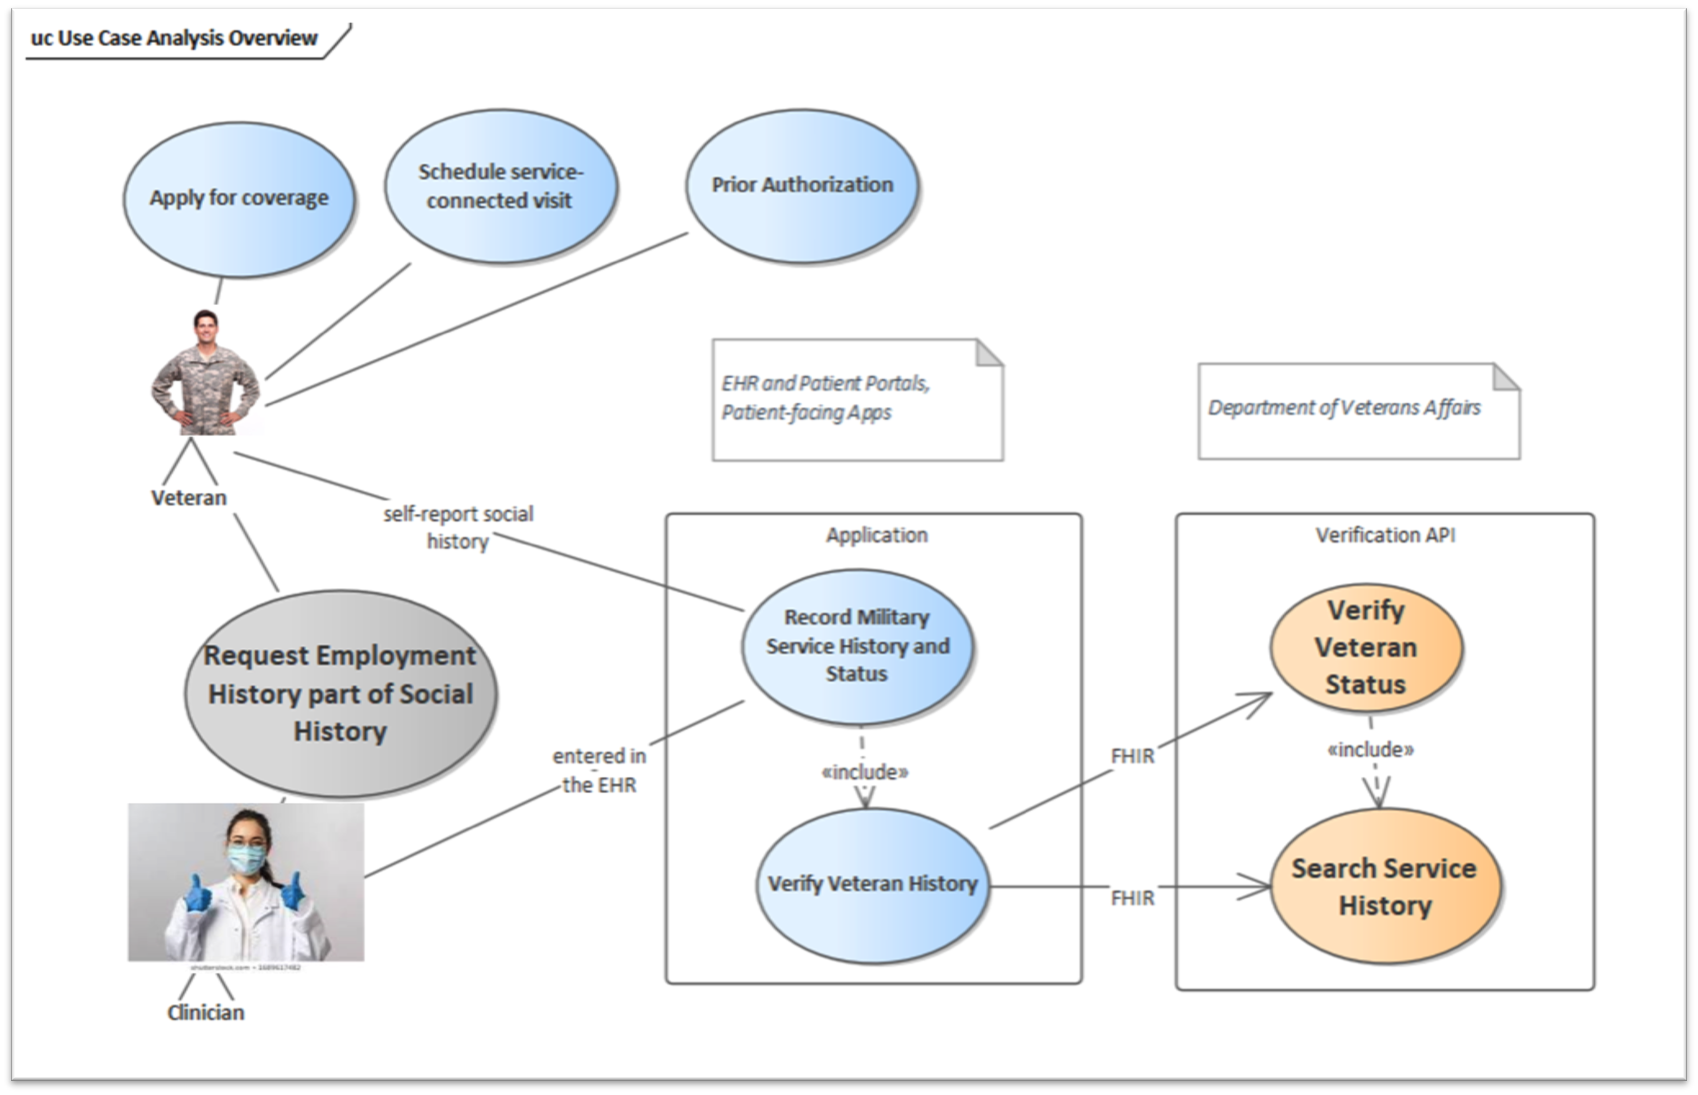 uc Use Case Analysis Overview
Apply for coverage
Schedule service-
connected visit
Prior Authorization
EHR and Patient Portals,
Patient-facing Apps
Department of Veterans Affairs
Veteran
self-report social
history
Application
Verification API
Record Military
Service History and
Status
Verify
Veteran
Status
Request Employment
History part of Social
History
entered in
the EHR
«include»
«include»
FHIR
Verify Veteran History
FHIR
Search Service
History
shutterstock.com • 1689617482
Clinician